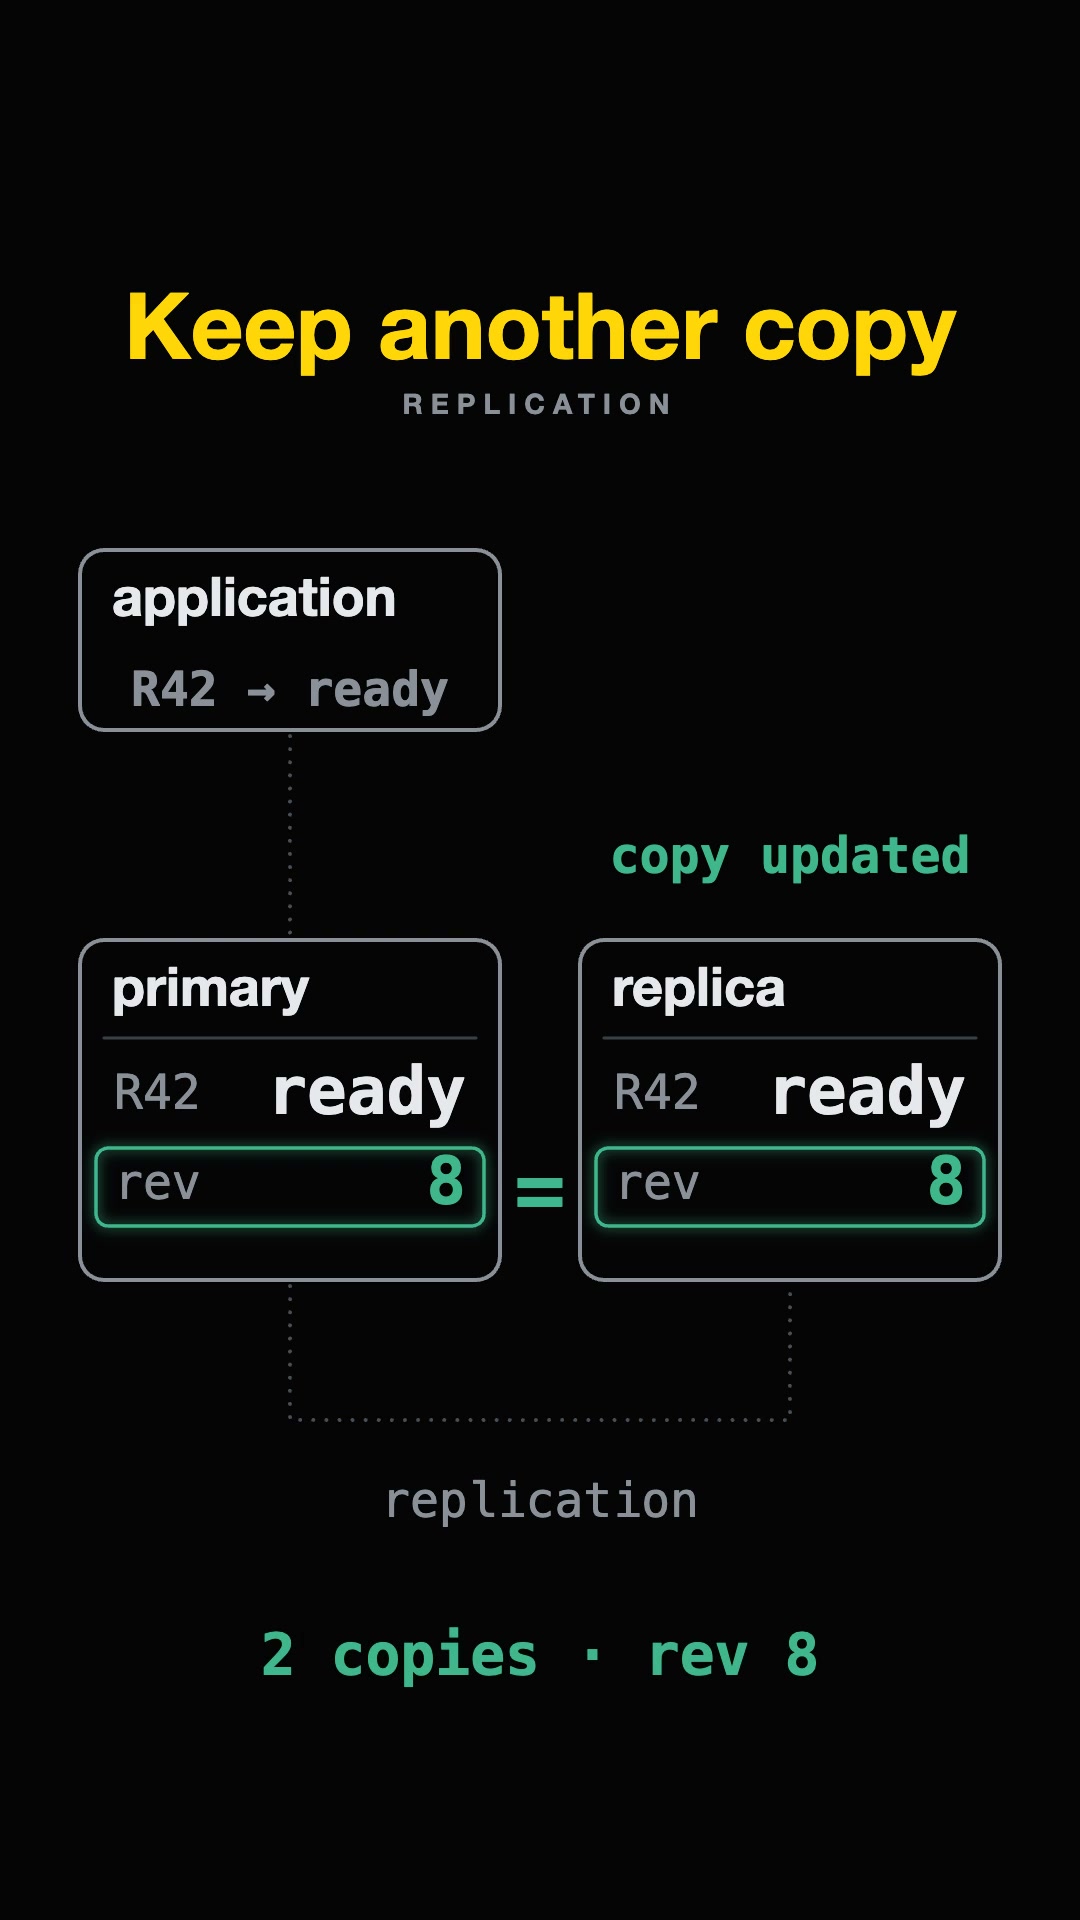 Keep another copy
REPLICATION
application
R42 → ready
copy updated
primary
R42 ready
rev 8
=
replica
R42 ready
rev 8
replication
2 copies · rev 8